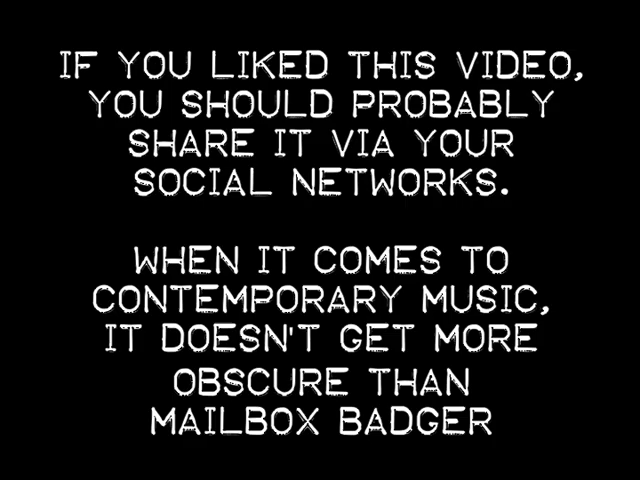 IF YOU LIKED THIS VIDEO,
YOU SHOULD PROBABLY
SHARE IT VIA YOUR
SOCIAL NETWORKS.
WHEN IT COMES TO
CONTEMPORARY MUSIC,
IT DOESN'T GET MORE
OBSCURE THAN
MAILBOX BADGER